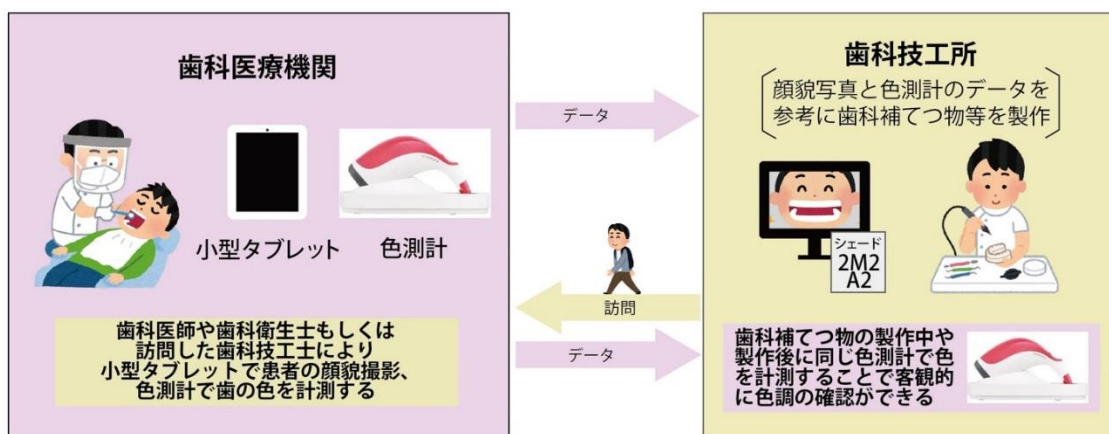 歯科医療機関
小型タブレット
色測計
歯科医師や歯科衛生士もしくは
訪問した歯科技工士により
小型タブレットで患者の顔貌撮影、
色測計で歯の色を計測する
データ
訪問
データ
歯科技工所
顔貌写真と色測計のデータを
参考に歯科補てつ物等を製作
シェード
2M2
A2
歯科補てつ物の製作中や
製作後に同じ色測計で色
を計測することで客観的
に色調の確認ができる